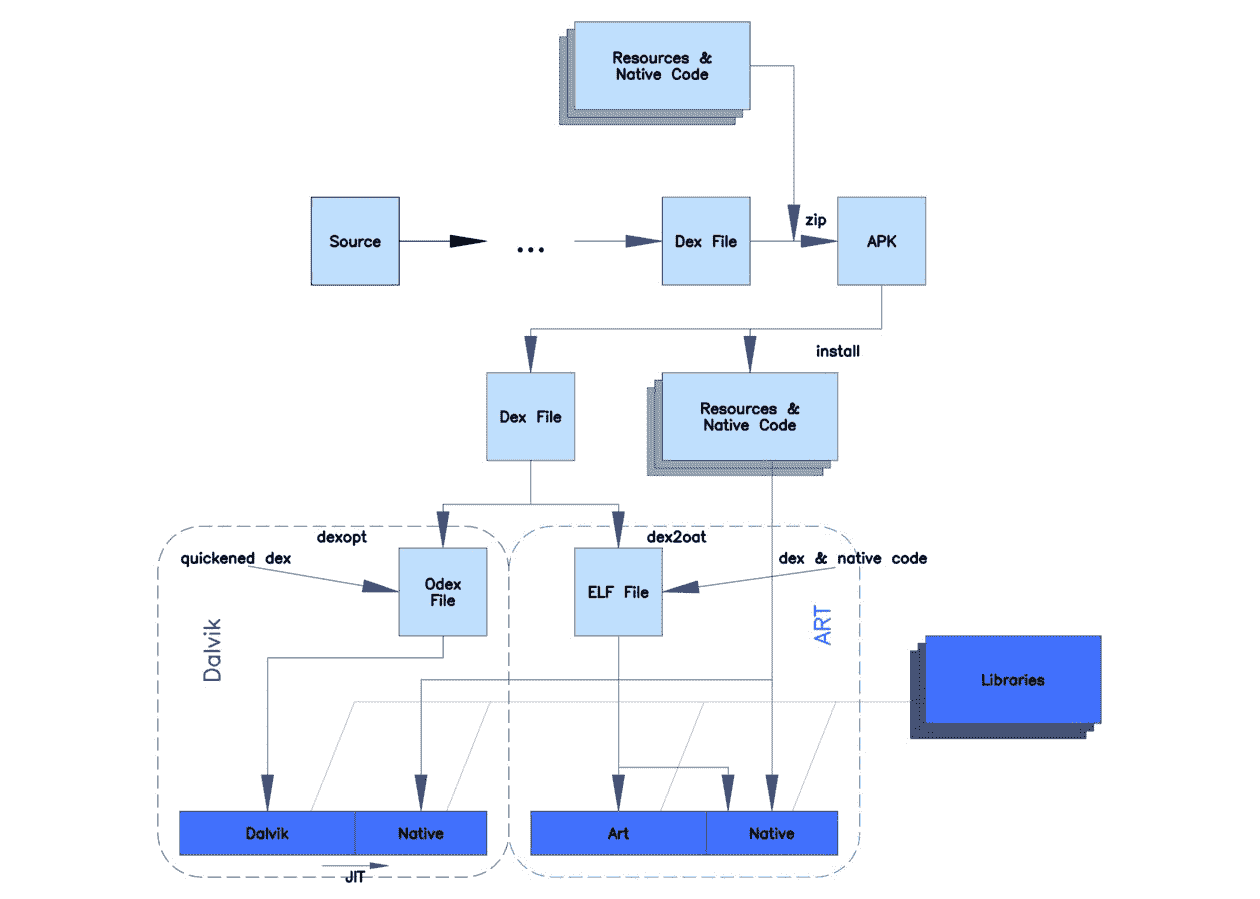 Resources &
Native Code
zip
Source
...
Dex File
APK
install
Dex File
Resources &
Native Code
dexopt
dex2oat
quickened dex
dex & native code
Odex
File
ELF File
Dalvik
ART
Libraries
Dalvik
Native
Art
Native
JIT